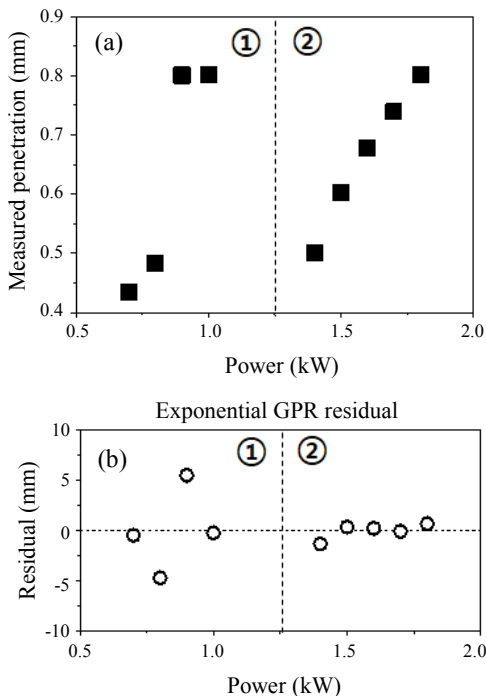 (a)
①
②
0.9
0.8
0.7
0.6
0.5
0.4
Measured penetration (mm)
0.5 1.0 1.5 2.0
Power (kW)
Exponential GPR residual
(b)
①
②
10
5
0
-5
-10
Residual (mm)
0.5 1.0 1.5 2.0
Power (kW)